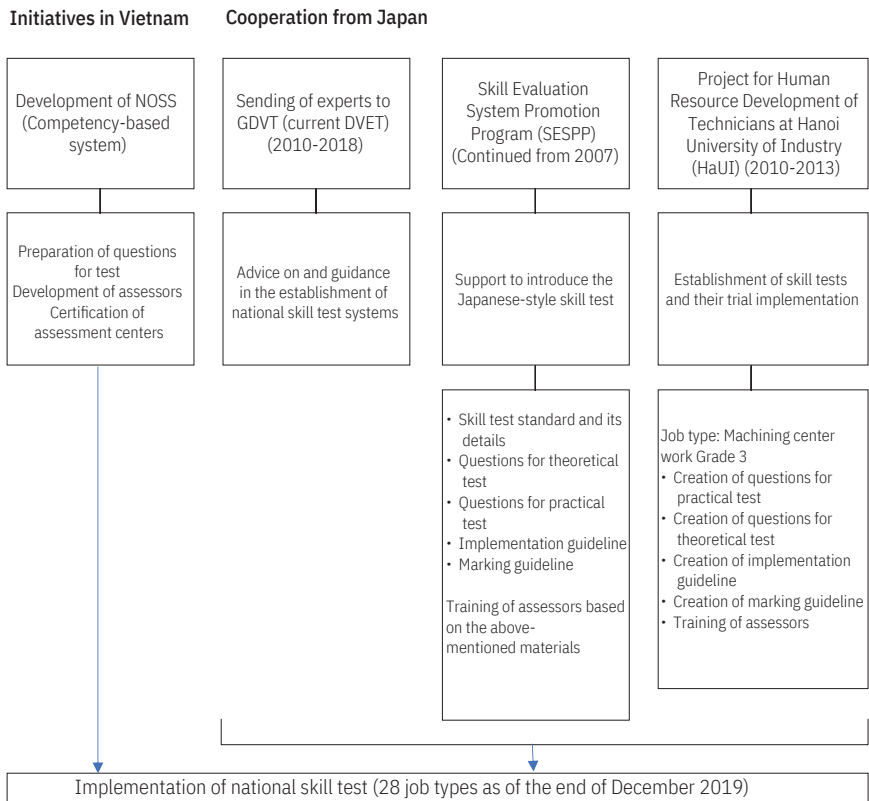 Initiatives in Vietnam
Cooperation from Japan
Development of NOSS
(Competency-based
system)
Sending of experts to
GDVT (current DVET)
(2010-2018)
Skill Evaluation
System Promotion
Program (SESPP)
(Continued from 2007)
Project for Human
Resource Development of
Technicians at Hanoi
University of Industry
(HaUI) (2010-2013)
Preparation of questions
for test
Development of assessors
Certification of
assessment centers
Advice on and guidance
in the establishment of
national skill test systems
Support to introduce the
Japanese-style skill test
Establishment of skill tests
and their trial implementation
• Skill test standard and its
details
• Questions for theoretical
test
• Questions for practical
test
• Implementation guideline
• Marking guideline
Training of assessors based
on the above-
mentioned materials
Job type: Machining center
work Grade 3
• Creation of questions for
practical test
• Creation of questions for
theoretical test
• Creation of implementation
guideline
• Creation of marking guideline
• Training of assessors
Implementation of national skill test (28 job types as of the end of December 2019)